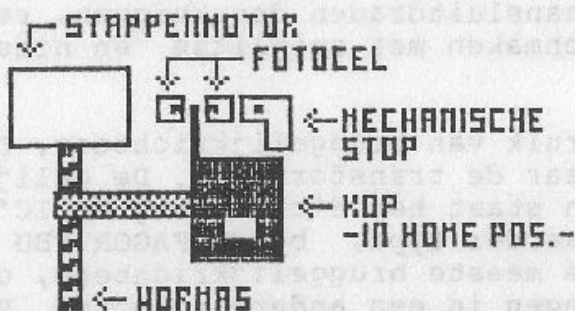 STAPPENMOTOR
FOTOCEL
MECHANISCHE
STOP
KOP
-IN HOME POS.-
WORMAS